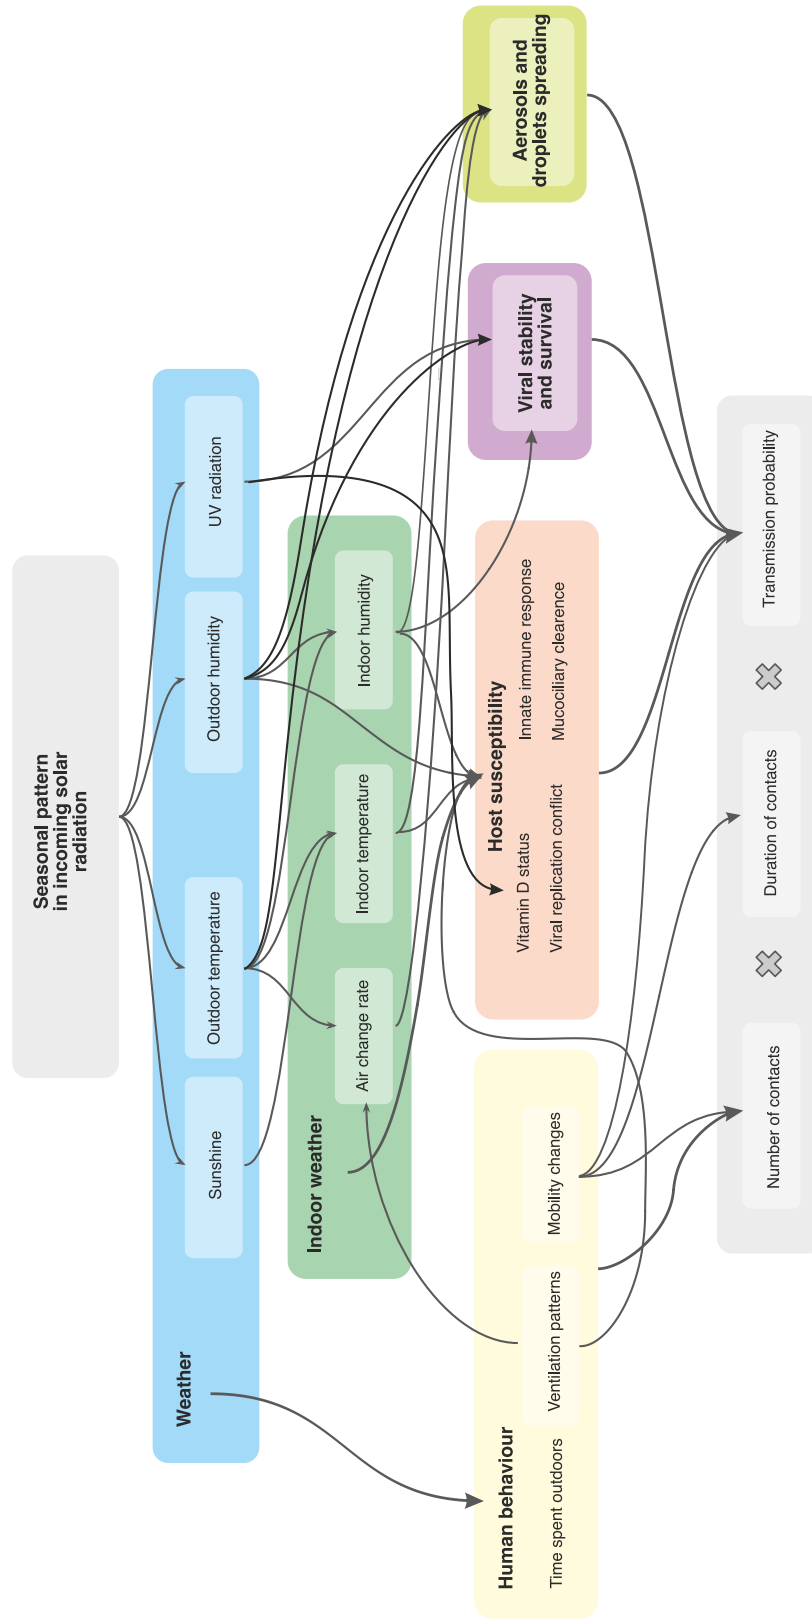 Seasonal pattern
in incoming solar
radiation
Weather
Sunshine
Outdoor temperature
Outdoor humidity
UV radiation
Indoor weather
Air change rate
Indoor temperature
Indoor humidity
Human behaviour
Time spent outdoors
Ventilation patterns
Mobility changes
Host susceptibility
Vitamin D status
Innate immune response
Viral replication conflict
Mucociliary clearence
Viral stability
and survival
Aerosols and
droplets spreading
Number of contacts
Duration of contacts
Transmission probability